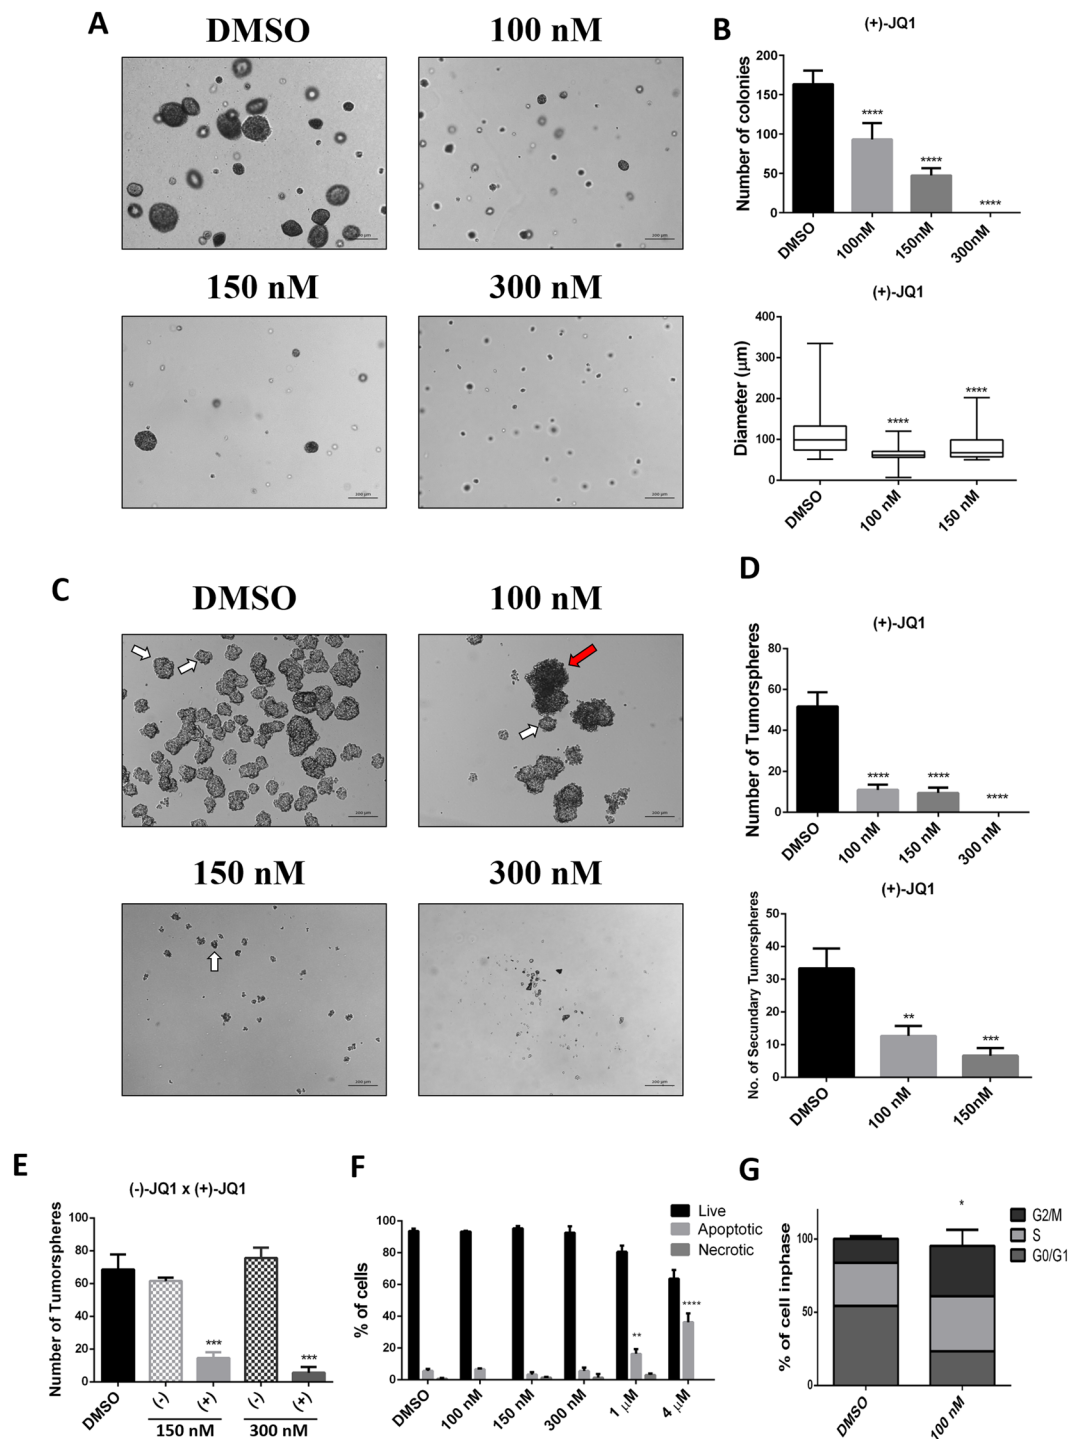 A
DMSO
100 nM
150 nM
300 nM
100 µm
B
(+)-JQ1
Number of colonies
200
150
100
50
0
****
****
****
DMSO
100nM
150nM
300nM
(+)-JQ1
Diameter (µm)
400
300
200
100
0
****
****
DMSO
100 nM
150 nM
C
DMSO
100 nM
150 nM
300 nM
D
(+)-JQ1
Number of Tumorspheres
80
60
40
20
0
****
****
****
DMSO
100 nM
150 nM
300 nM
(+)-JQ1
No. of Secundary Tumorspheres
50
40
30
20
10
0
**
***
DMSO
100 nM
150nM
E
(-)-JQ1 x (+)-JQ1
Number of Tumorspheres
100
80
60
40
20
0
***
***
DMSO
(-)
(+)
(-)
(+)
150 nM
300 nM
F
Live
Apoptotic
Necrotic
% of cells
100
80
60
40
20
0
**
****
DMSO
100 nM
150 nM
300 nM
1 µM
4 µM
G
*
G2/M
S
G0/G1
% of cell inphase
100
50
0
DMSO
100 nM